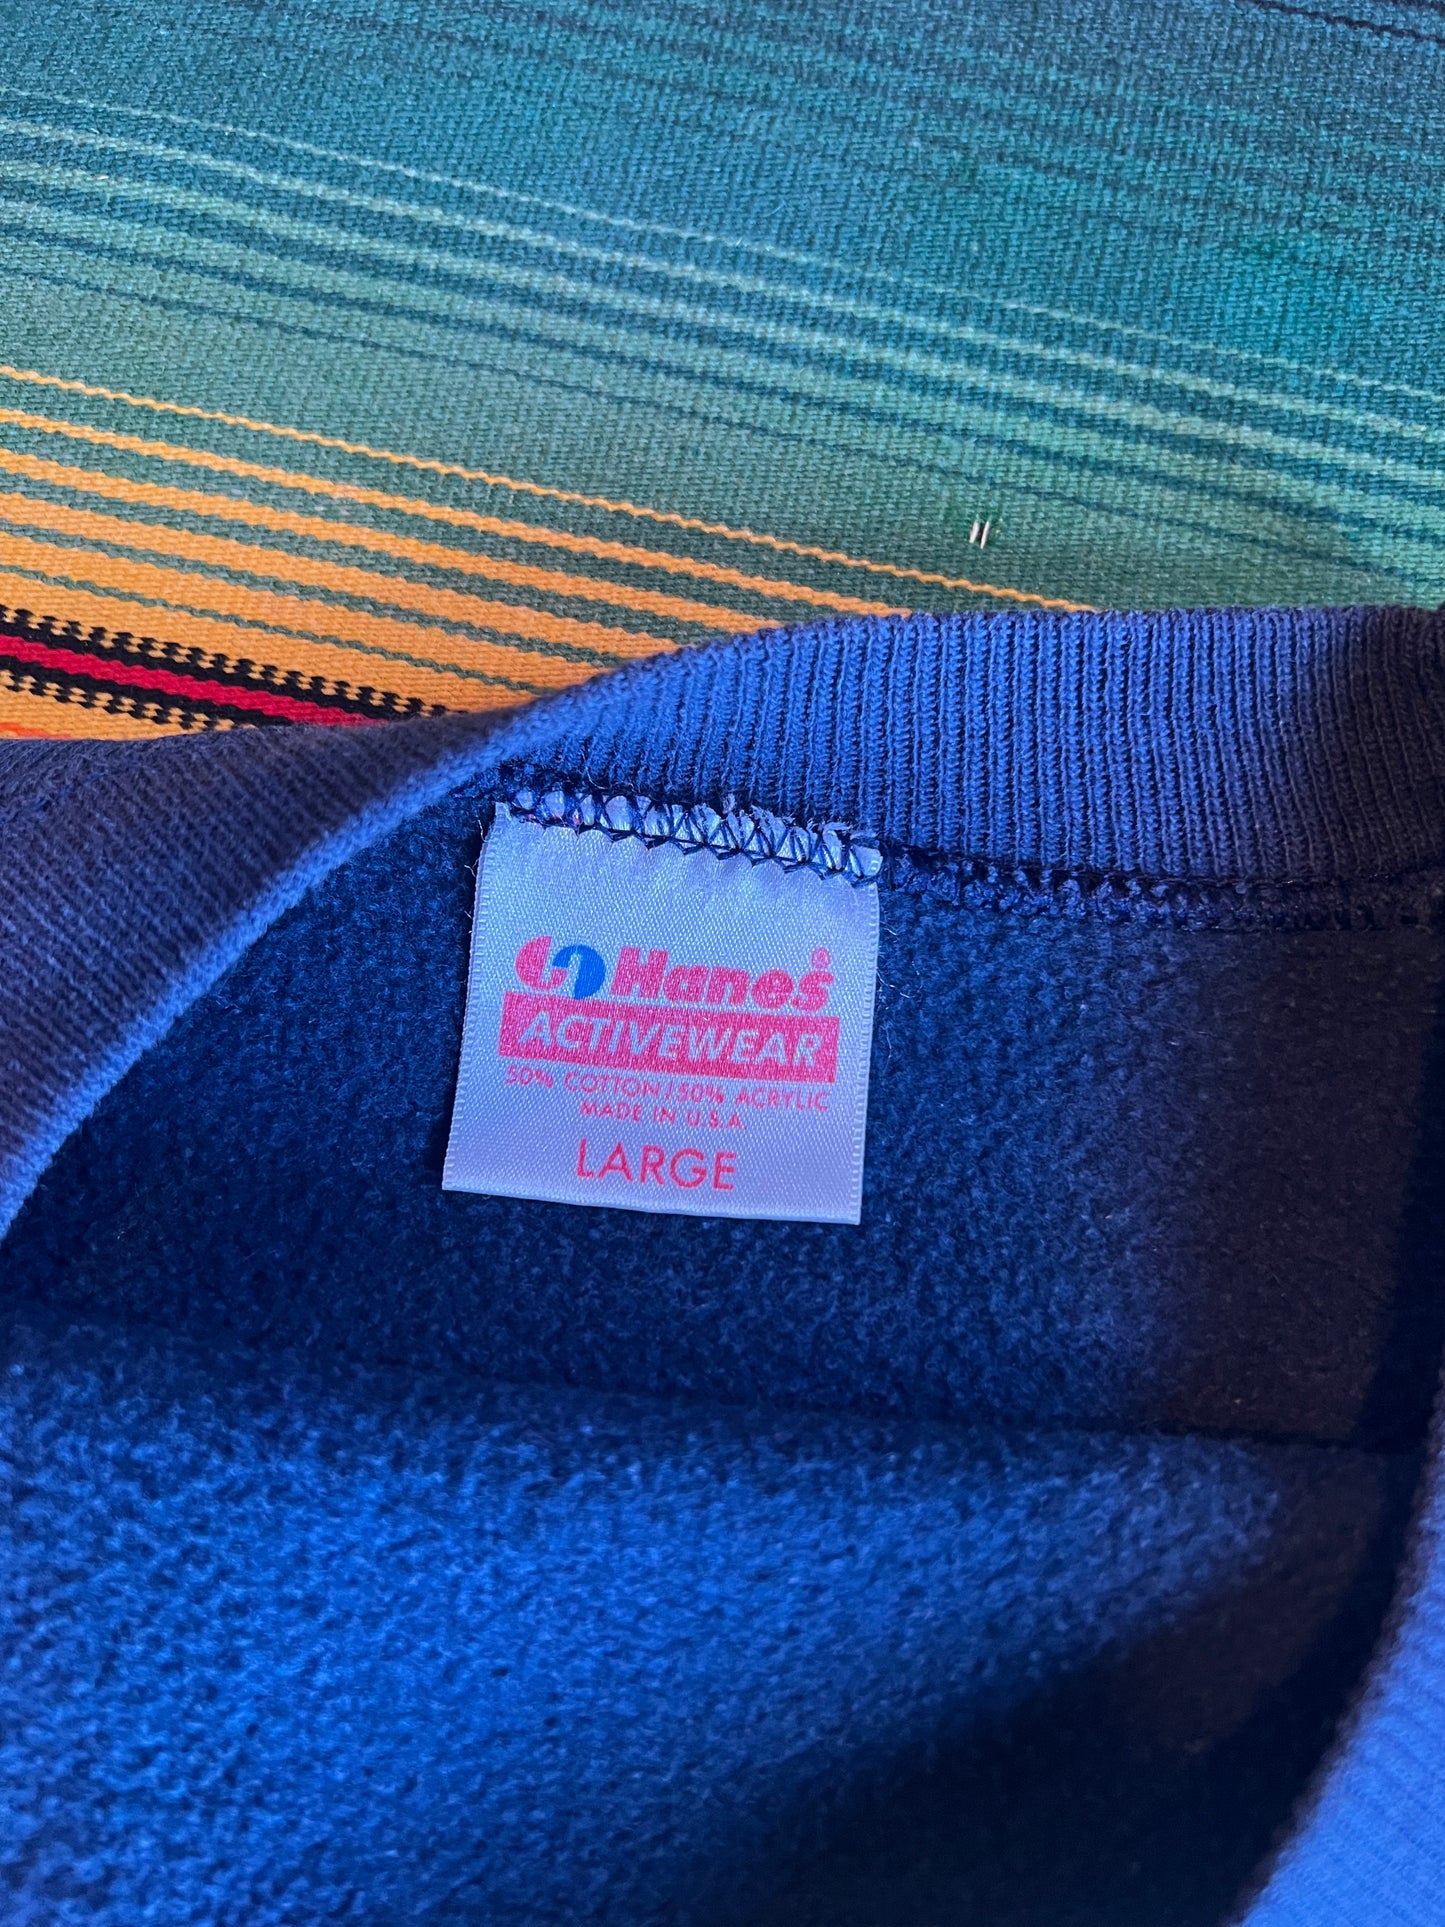 Hanes®
ACTIVEWEAR
50% COTTON/50% ACRYLIC
MADE IN U.S.A.
LARGE